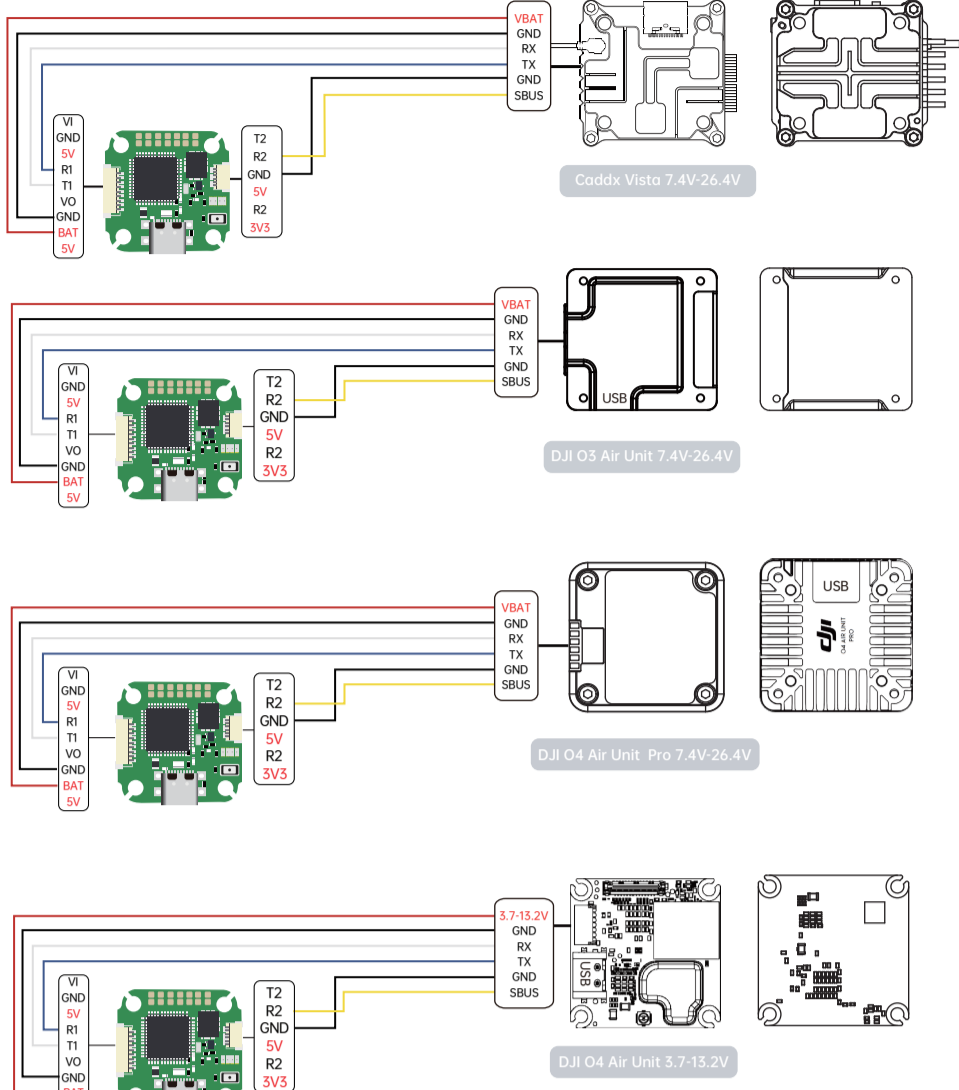 VBAT
GND
RX
TX
GND
SBUS
VI
GND
5V
R1
T1
VO
GND
BAT
5V
T2
R2
GND
5V
R2
3V3
Caddx Vista 7.4V-26.4V
VBAT
GND
RX
TX
GND
SBUS
VI
GND
5V
R1
T1
VO
GND
BAT
5V
T2
R2
GND
5V
R2
3V3
USB
DJI O3 Air Unit 7.4V-26.4V
VBAT
GND
RX
TX
GND
SBUS
VI
GND
5V
R1
T1
VO
GND
BAT
5V
T2
R2
GND
5V
R2
3V3
USB
dji
O4 AIR UNIT
PRO
DJI O4 Air Unit Pro 7.4V-26.4V
3.7-13.2V
GND
RX
TX
GND
SBUS
VI
GND
5V
R1
T1
VO
GND
BAT
T2
R2
GND
5V
R2
3V3
USB
DJI O4 Air Unit 3.7-13.2V